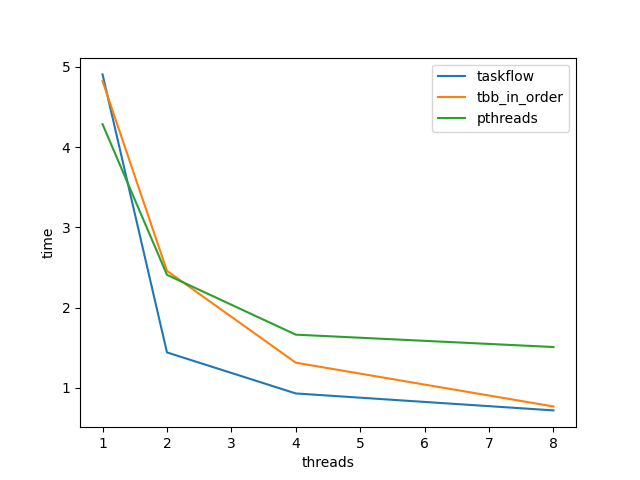 taskflow
tbb_in_order
pthreads
5
4
3
2
1
time
1 2 3 4 5 6 7 8
threads